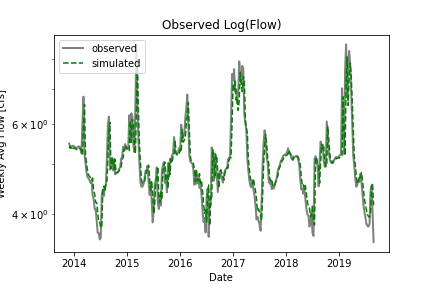 Observed Log(Flow)
observed
simulated
Weekly Avg Flow [cfs]
6 × 10⁰
4 × 10⁰
2014 2015 2016 2017 2018 2019
Date